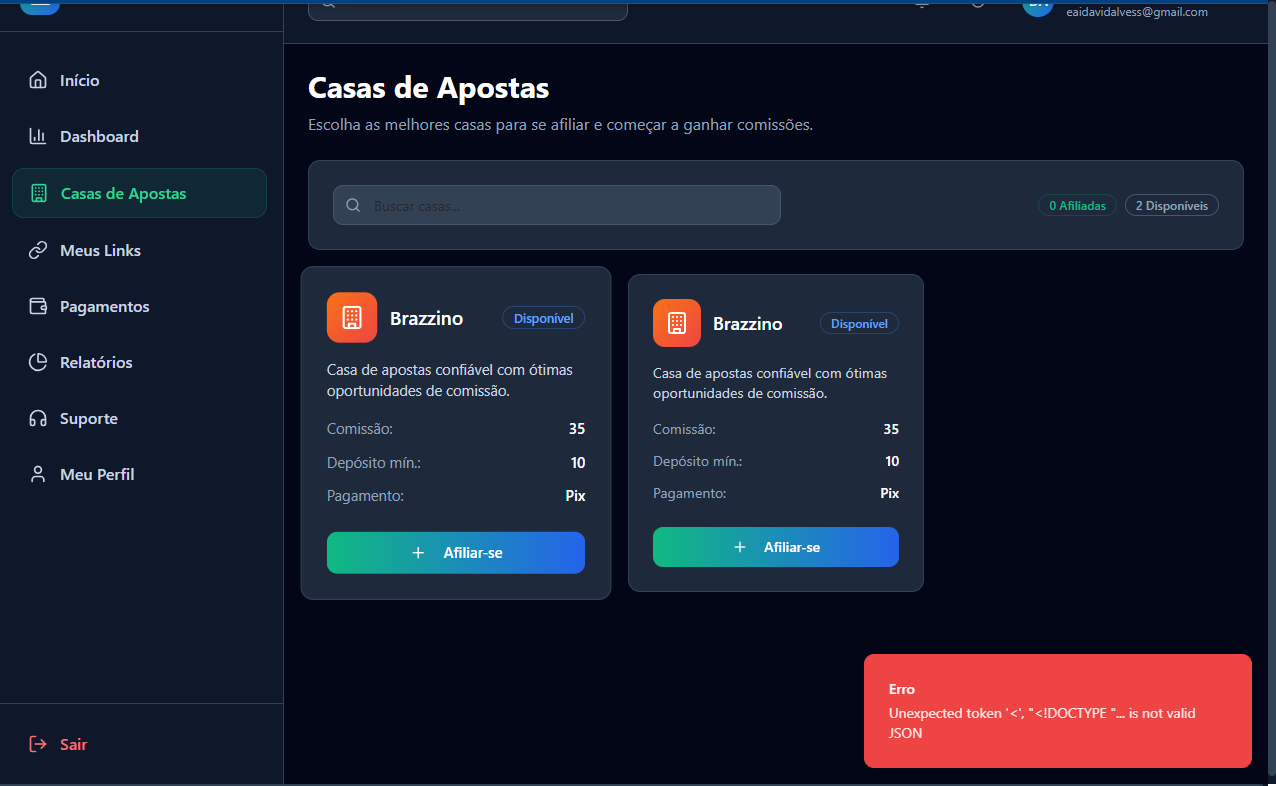 eaidavidalvess@gmail.com
Início
Dashboard
Casas de Apostas
Meus Links
Pagamentos
Relatórios
Suporte
Meu Perfil
Sair
Casas de Apostas
Escolha as melhores casas para se afiliar e começar a ganhar comissões.
Buscar casas...
0 Afiliadas
2 Disponíveis
Brazzino
Disponível
Casa de apostas confiável com ótimas
oportunidades de comissão.
Comissão: 35
Depósito mín.: 10
Pagamento: Pix
+ Afiliar-se
Brazzino
Disponível
Casa de apostas confiável com ótimas
oportunidades de comissão.
Comissão: 35
Depósito mín.: 10
Pagamento: Pix
+ Afiliar-se
Erro
Unexpected token '<', "<!DOCTYPE "... is not valid
JSON